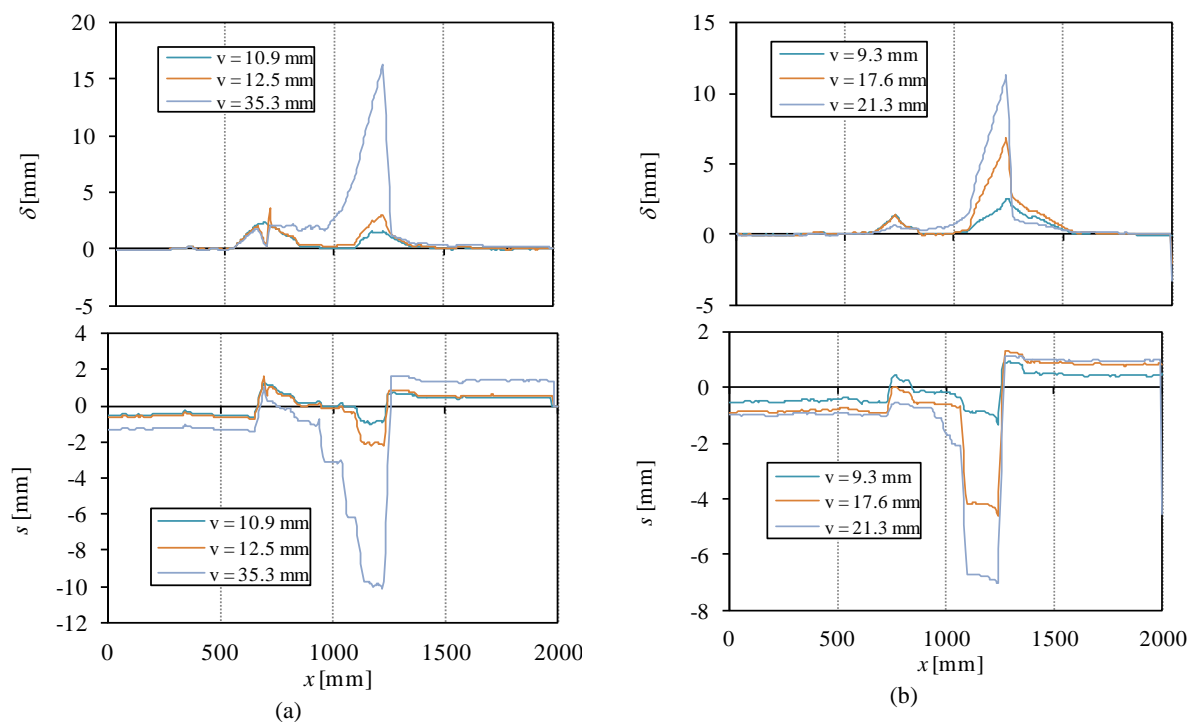 20
15
10
5
0
-5
δ [mm]
v = 10.9 mm
v = 12.5 mm
v = 35.3 mm
15
10
5
0
-5
δ [mm]
v = 9.3 mm
v = 17.6 mm
v = 21.3 mm
4
2
0
-2
-4
-6
-8
-10
-12
s [mm]
v = 10.9 mm
v = 12.5 mm
v = 35.3 mm
0 500 1000 1500 2000
x [mm]
(a)
2
0
-2
-4
-6
-8
s [mm]
v = 9.3 mm
v = 17.6 mm
v = 21.3 mm
0 500 1000 1500 2000
x [mm]
(b)